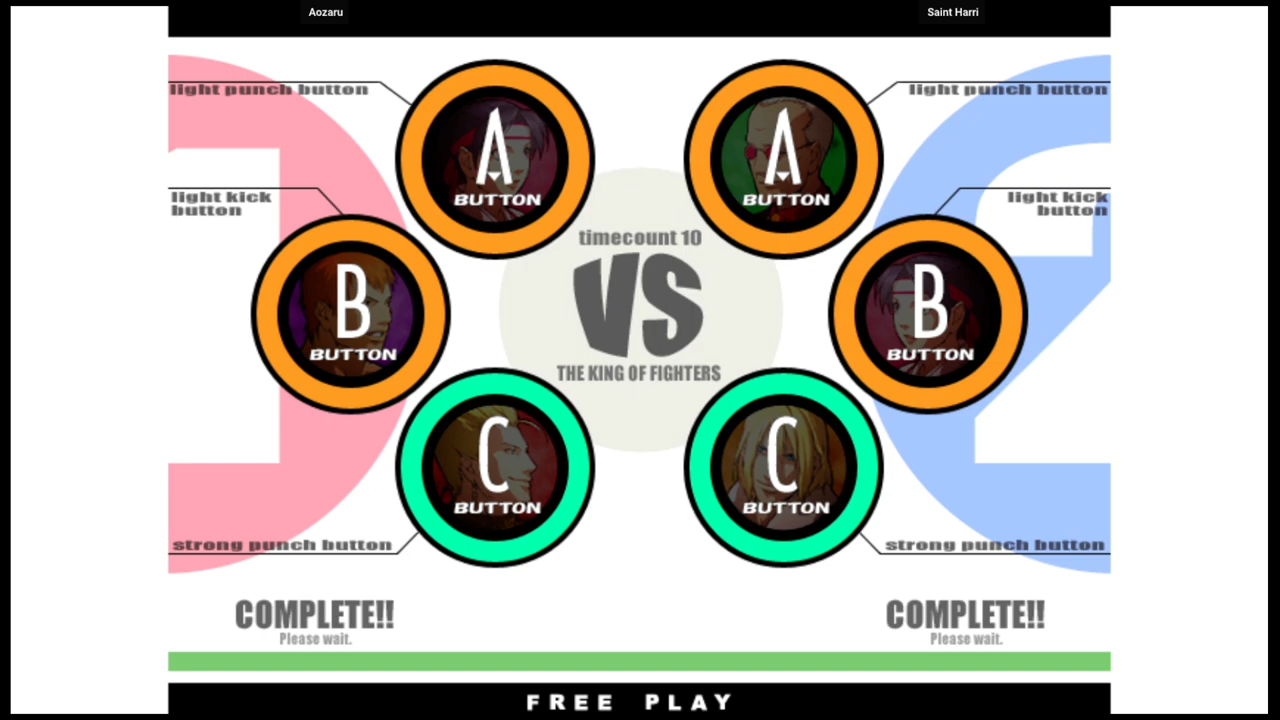 Aozaru
Saint Harri
light punch button
light punch button
A
BUTTON
A
BUTTON
light kick
button
light kick
button
1
2
B
BUTTON
B
BUTTON
timecount 10
VS
THE KING OF FIGHTERS
C
BUTTON
C
BUTTON
strong punch button
strong punch button
COMPLETE!!
Please wait.
COMPLETE!!
Please wait.
FREE PLAY